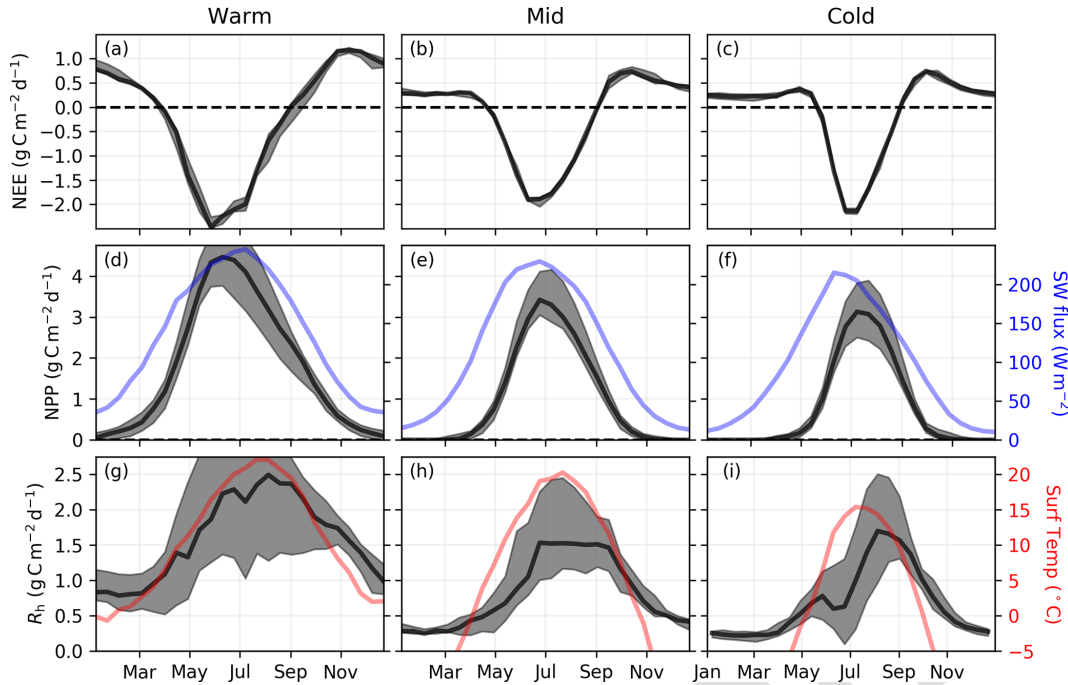 Warm Mid Cold
(a) (b) (c)
NEE (g C m⁻² d⁻¹)
1.0
0.5
0.0
−0.5
−1.0
−1.5
−2.0
(d) (e) (f)
NPP (g C m⁻² d⁻¹)
4
3
2
1
0
SW flux (W m⁻²)
200
150
100
50
0
(g) (h) (i)
Rₕ (g C m⁻² d⁻¹)
2.5
2.0
1.5
1.0
0.5
0.0
Surf Temp (°C)
20
15
10
5
0
−5
Mar May Jul Sep Nov Mar May Jul Sep Nov Jan Mar May Jul Sep Nov